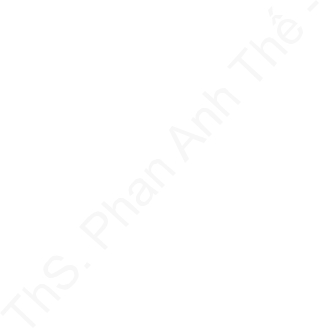 ThS. Phan Anh Thế -